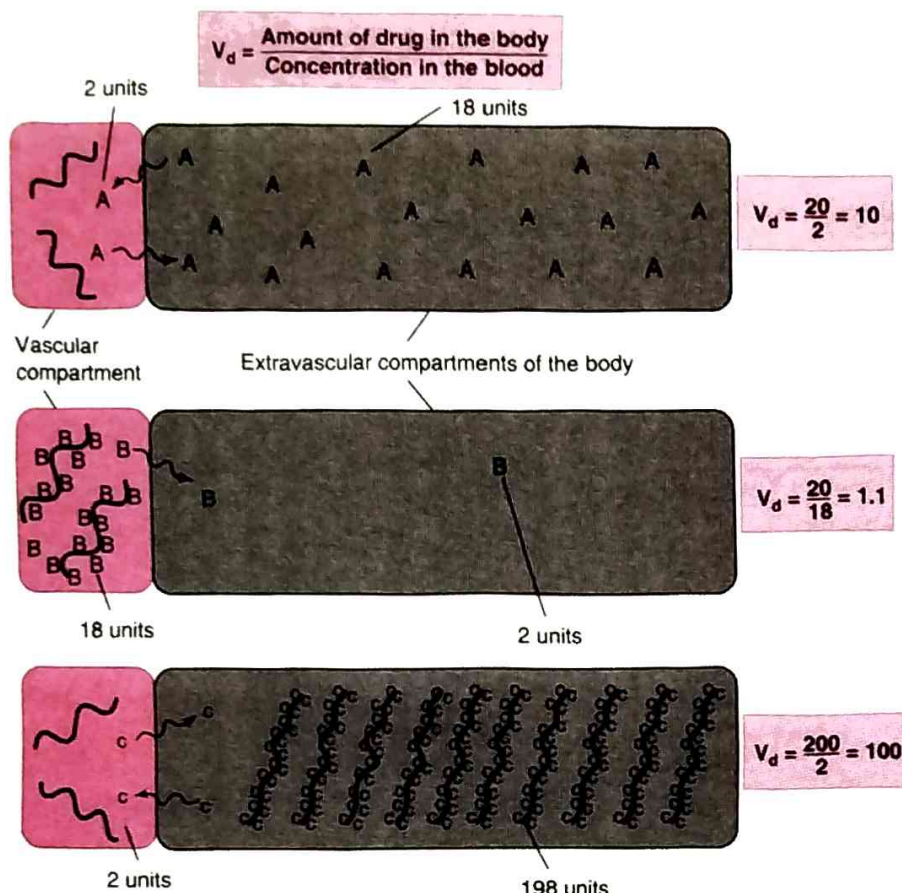 V_d = Amount of drug in the body / Concentration in the blood
2 units
18 units
A A A A A
A A A
A A A A A
A A
A A A A A A
V_d = 20/2 = 10
Vascular
compartment
Extravascular compartments of the body
B B B B
B B B
B B
B B B
B B B
B B B
B
V_d = 20/18 = 1.1
18 units
2 units
c c
c c
V_d = 200/2 = 100
2 units
198 units